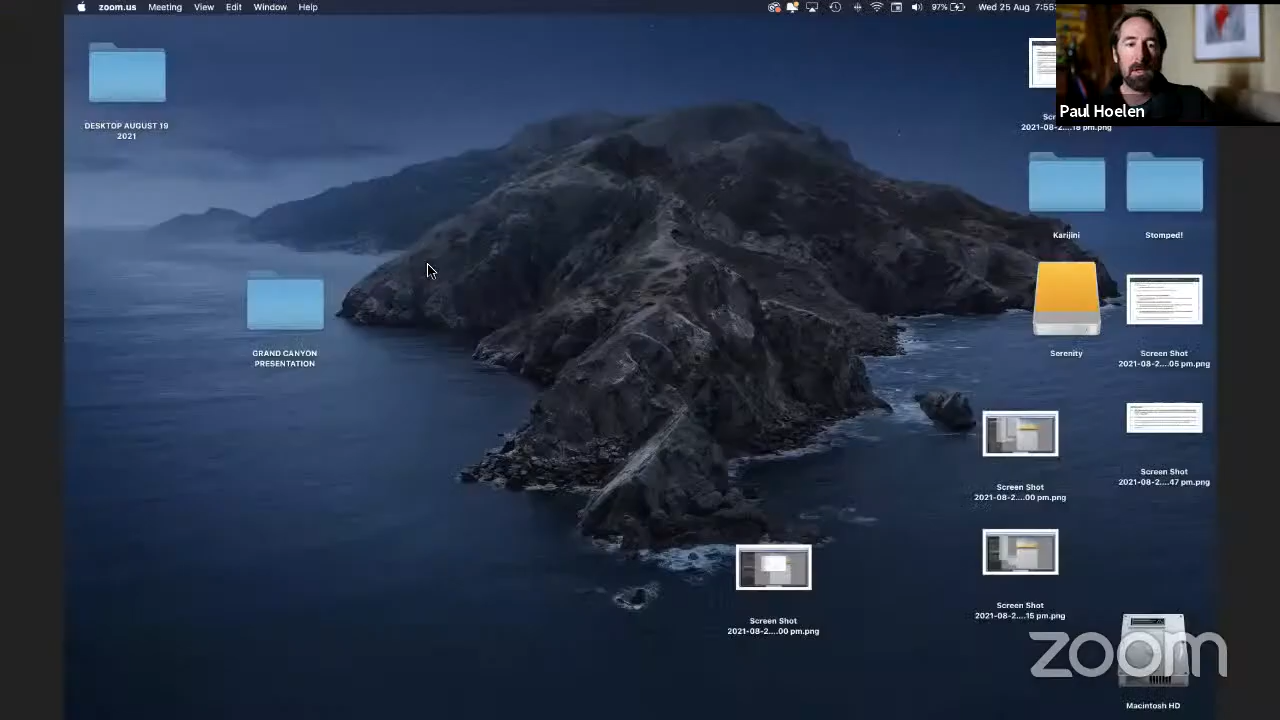 zoom.us Meeting View Edit Window Help
97% Wed 25 Aug 7:55
Paul Hoelen
DESKTOP AUGUST 19
2021
Karijini
Stomped!
GRAND CANYON
PRESENTATION
Serenity
Screen Shot
2021-08-2....05 pm.png
Screen Shot
2021-08-2....47 pm.png
Screen Shot
2021-08-2....00 pm.png
Screen Shot
2021-08-2....15 pm.png
Screen Shot
2021-08-2....00 pm.png
zoom
Macintosh HD